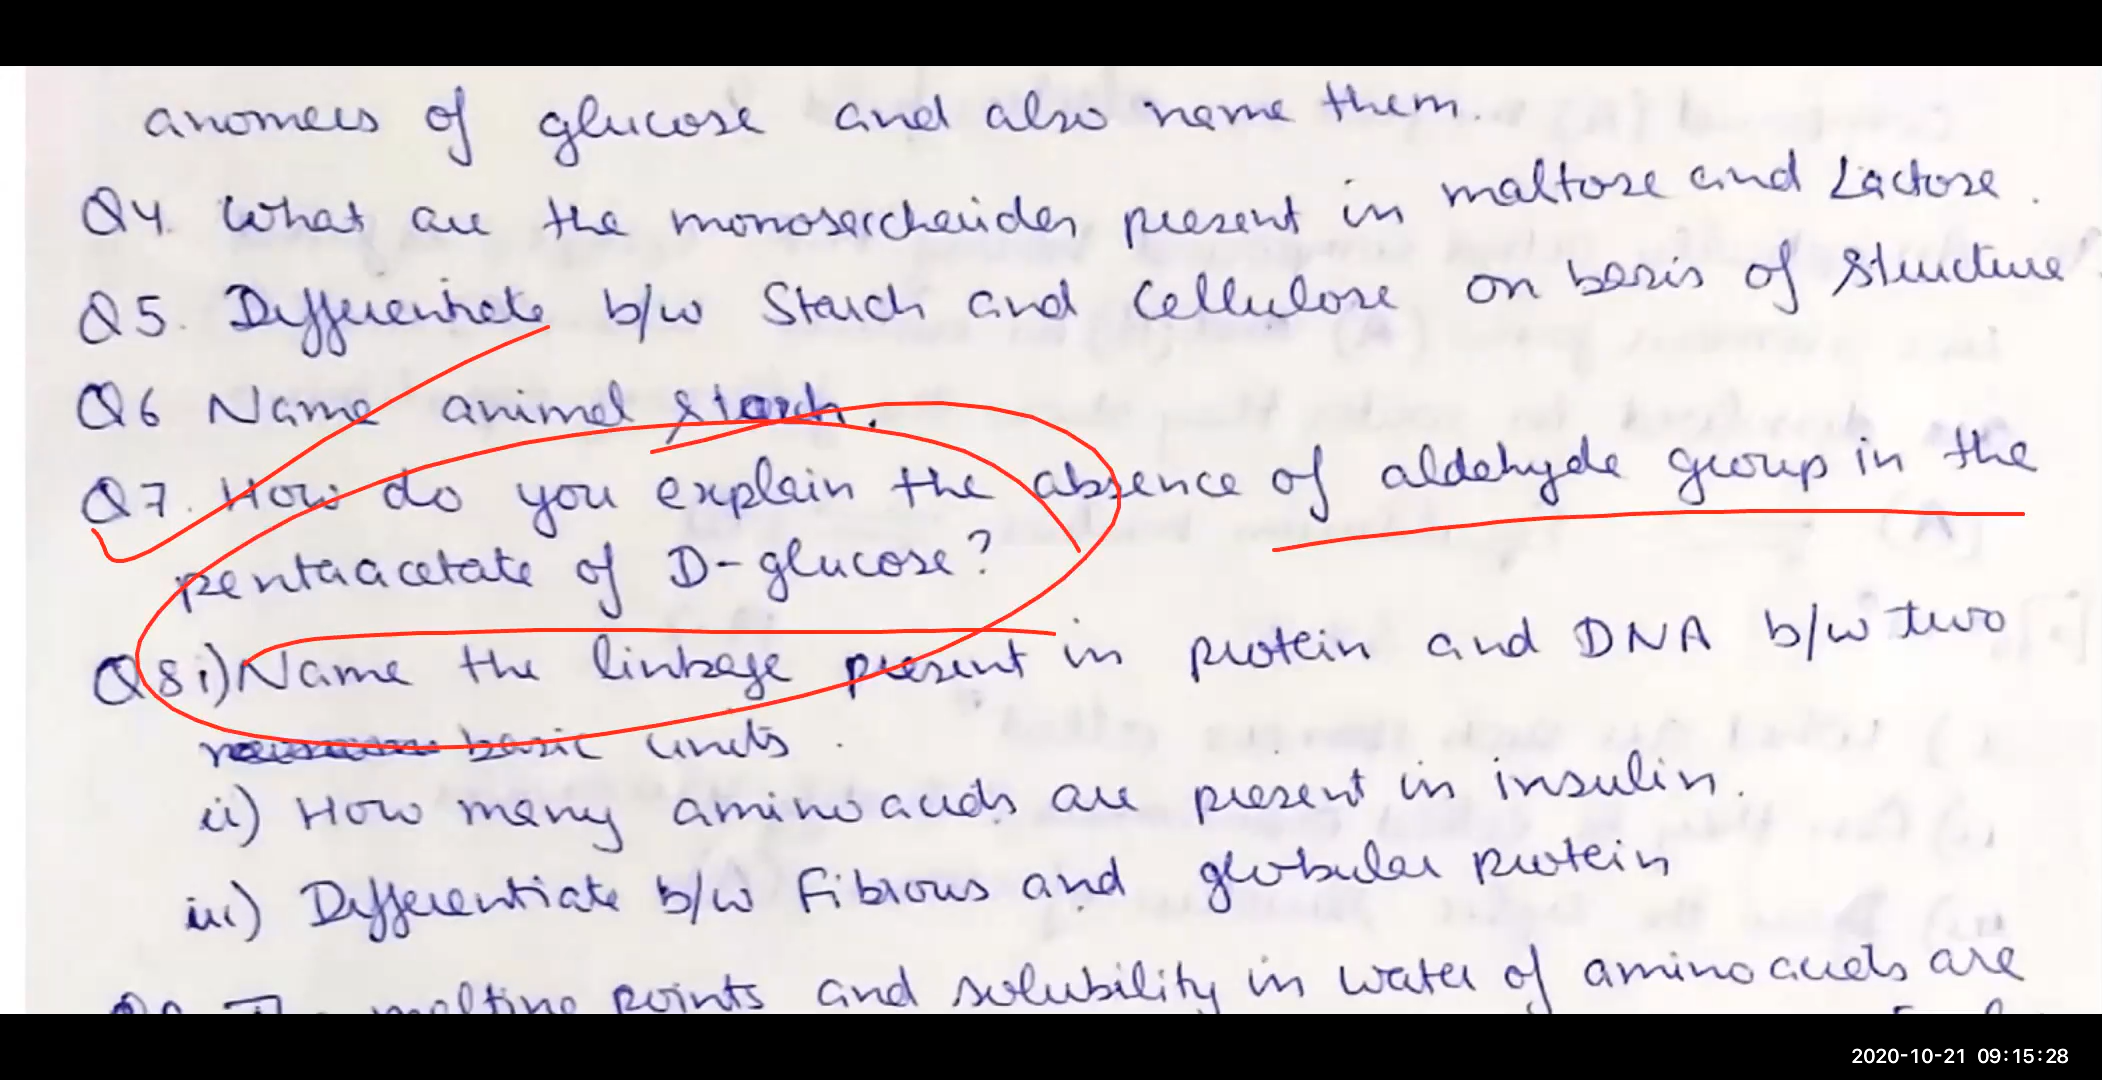 anomers of glucose and also name them.
Q4. What are the monosaccharides present in maltose and Lactose.
Q5. Differentiate b/w Starch and Cellulose on basis of structure
Q6 Name animal starch.
Q7. How do you explain the absence of aldehyde group in the
pentaacetate of D-glucose?
Q8 i) Name the linkage present in protein and DNA b/w two
basic units.
ii) How many amino acids are present in insulin.
iii) Differentiate b/w Fibrous and globular protein
melting points and solubility in water of amino acids are
2020-10-21 09:15:28